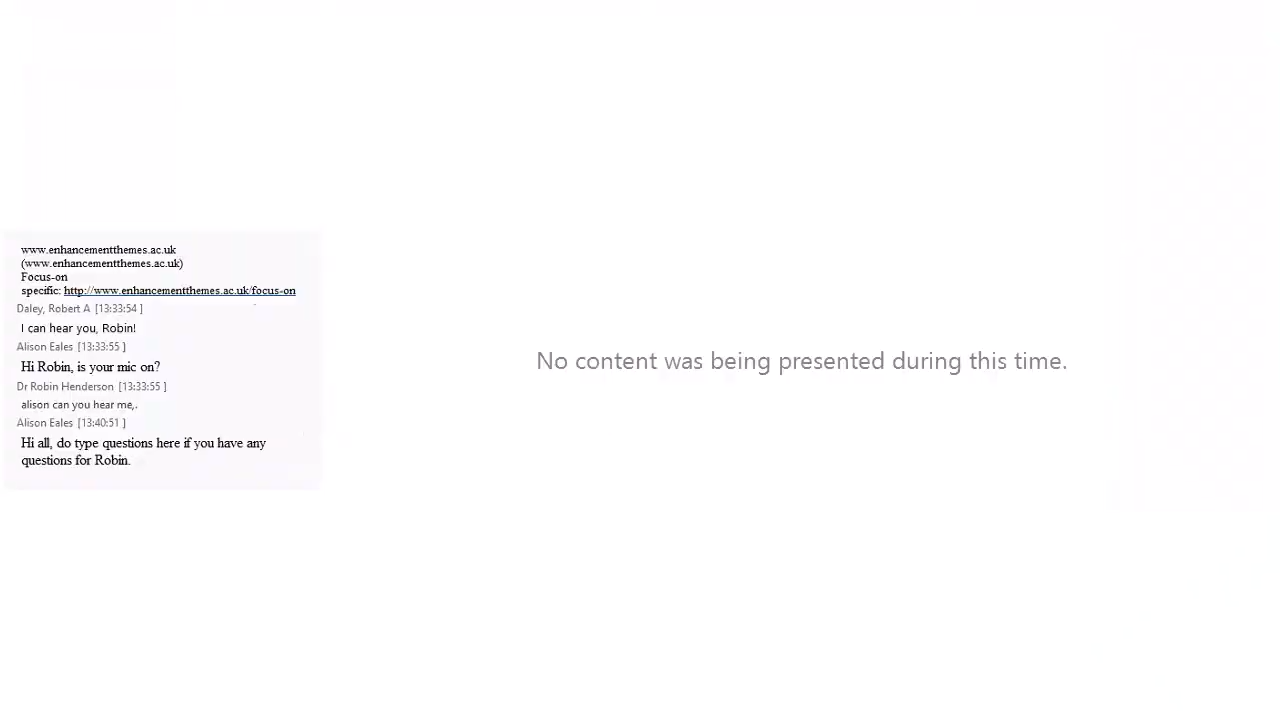 www.enhancementthemes.ac.uk
(www.enhancementthemes.ac.uk)
Focus-on
specific: http://www.enhancementthemes.ac.uk/focus-on
Daley, Robert A [13:33:54 ]
I can hear you, Robin!
Alison Eales [13:33:55 ]
Hi Robin, is your mic on?
Dr Robin Henderson [13:33:55 ]
alison can you hear me,.
Alison Eales [13:40:51 ]
Hi all, do type questions here if you have any
questions for Robin.
No content was being presented during this time.